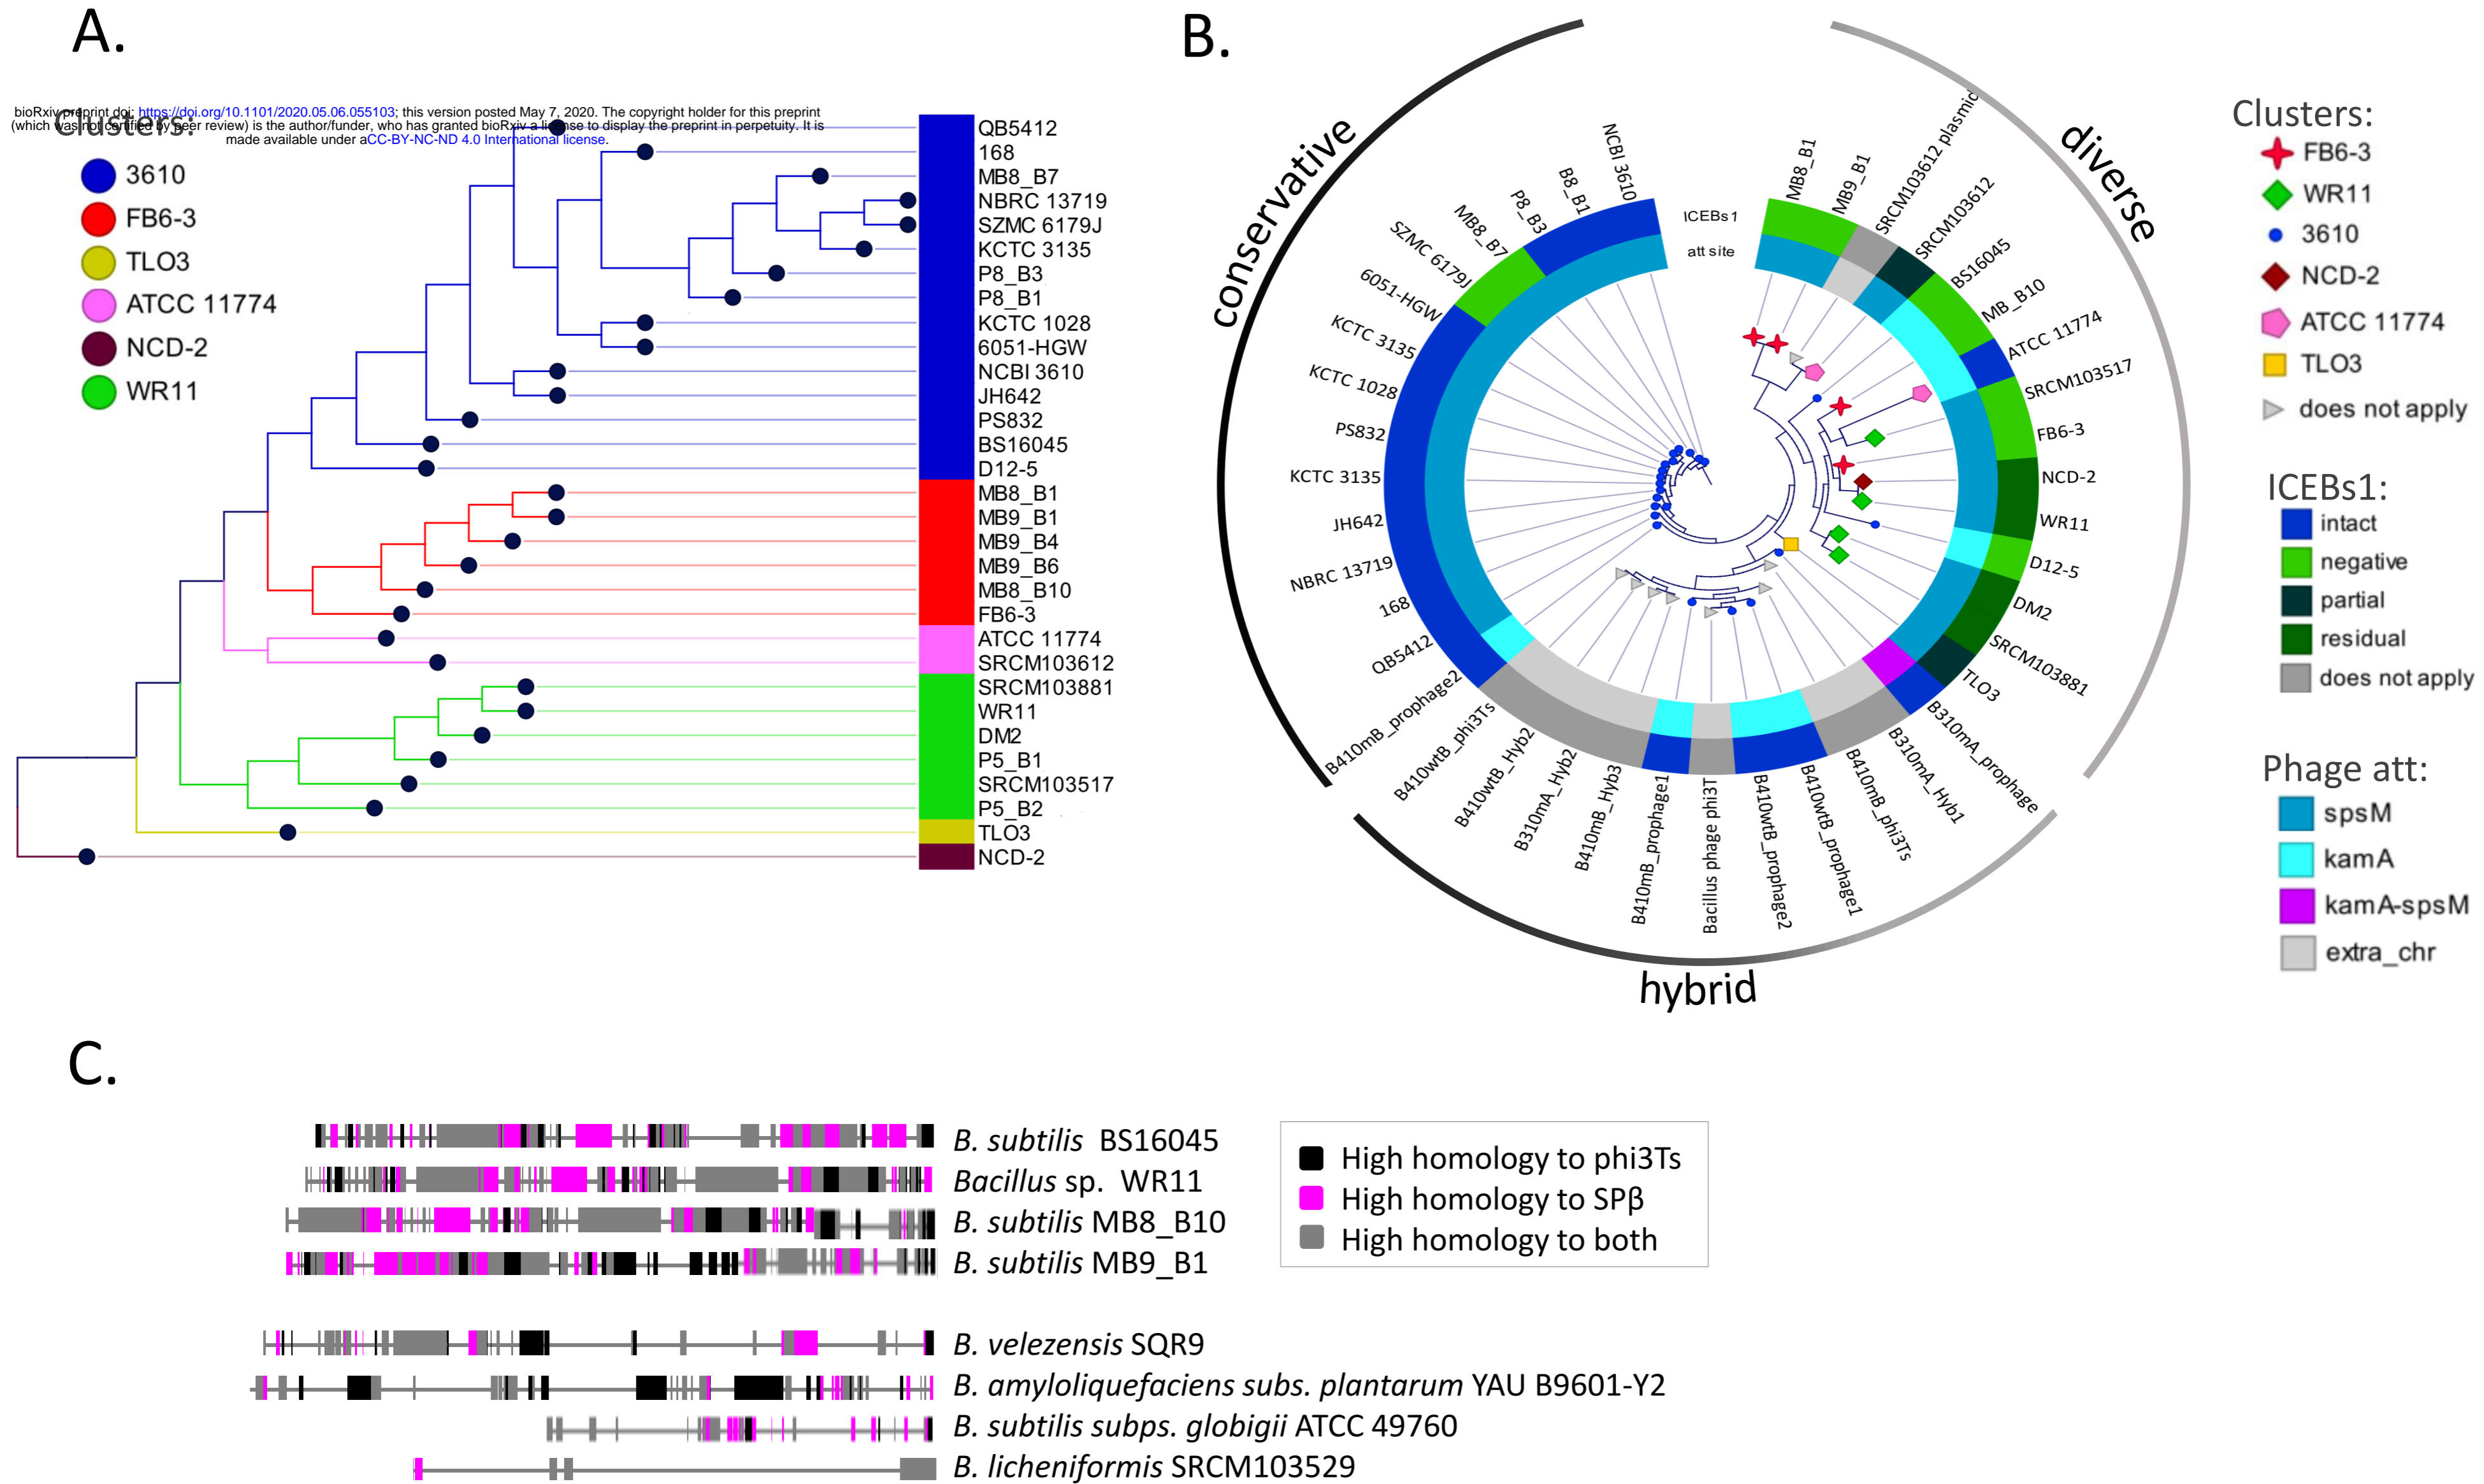 A.
bioRxiv preprint doi: https://doi.org/10.1101/2020.05.06.055103; this version posted May 7, 2020. The copyright holder for this preprint
(which was not certified by peer review) is the author/funder, who has granted bioRxiv a license to display the preprint in perpetuity. It is
made available under aCC-BY-NC-ND 4.0 International license.
Clusters:
3610
FB6-3
TLO3
ATCC 11774
NCD-2
WR11
QB5412
168
MB8_B7
NBRC 13719
SZMC 6179J
KCTC 3135
P8_B3
P8_B1
KCTC 1028
6051-HGW
NCBI 3610
JH642
PS832
BS16045
D12-5
MB8_B1
MB9_B1
MB9_B4
MB9_B6
MB8_B10
FB6-3
ATCC 11774
SRCM103612
SRCM103881
WR11
DM2
P5_B1
SRCM103517
P5_B2
TLO3
NCD-2
B.
conservative
diverse
hybrid
ICEBs1
att site
MB8_B1
MB9_B1
SRCM103612 plasmid
SRCM103612
BS16045
MB_B10
ATCC 11774
SRCM103517
FB6-3
NCD-2
WR11
D12-5
DM2
SRCM103881
TLO3
B310mA_prophage
B310mA_Hyb1
B410mB_phi3Ts
B410wtB_prophage1
B410wtB_prophage2
Bacillus phage phi3T
B410mB_prophage1
B410mB_Hyb3
B310mA_Hyb2
B410wtB_Hyb2
B410wtB_phi3Ts
B410mB_prophage2
QB5412
168
NBRC 13719
JH642
KCTC 3135
PS832
KCTC 1028
KCTC 3135
6051-HGW
SZMC 6179J
MB8_B7
P8_B3
B8_B1
NCBI 3610
Clusters:
FB6-3
WR11
3610
NCD-2
ATCC 11774
TLO3
does not apply
ICEBs1:
intact
negative
partial
residual
does not apply
Phage att:
spsM
kamA
kamA-spsM
extra_chr
C.
B. subtilis BS16045
Bacillus sp. WR11
B. subtilis MB8_B10
B. subtilis MB9_B1
B. velezensis SQR9
B. amyloliquefaciens subs. plantarum YAU B9601-Y2
B. subtilis subps. globigii ATCC 49760
B. licheniformis SRCM103529
High homology to phi3Ts
High homology to SPβ
High homology to both